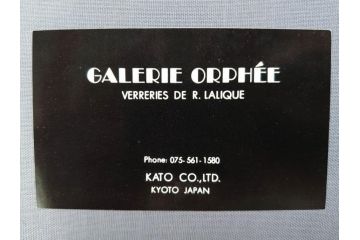 GALERIE ORPHÉE
VERRERIES DE R. LALIQUE
Phone: 075-561-1580
KATO CO.,LTD.
KYOTO JAPAN